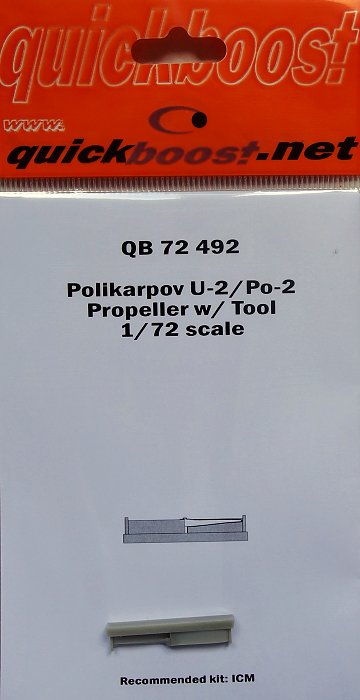 quickboost
www.
quickboost.net
QB 72 492
Polikarpov U-2/Po-2
Propeller w/ Tool
1/72 scale
Recommended kit: ICM